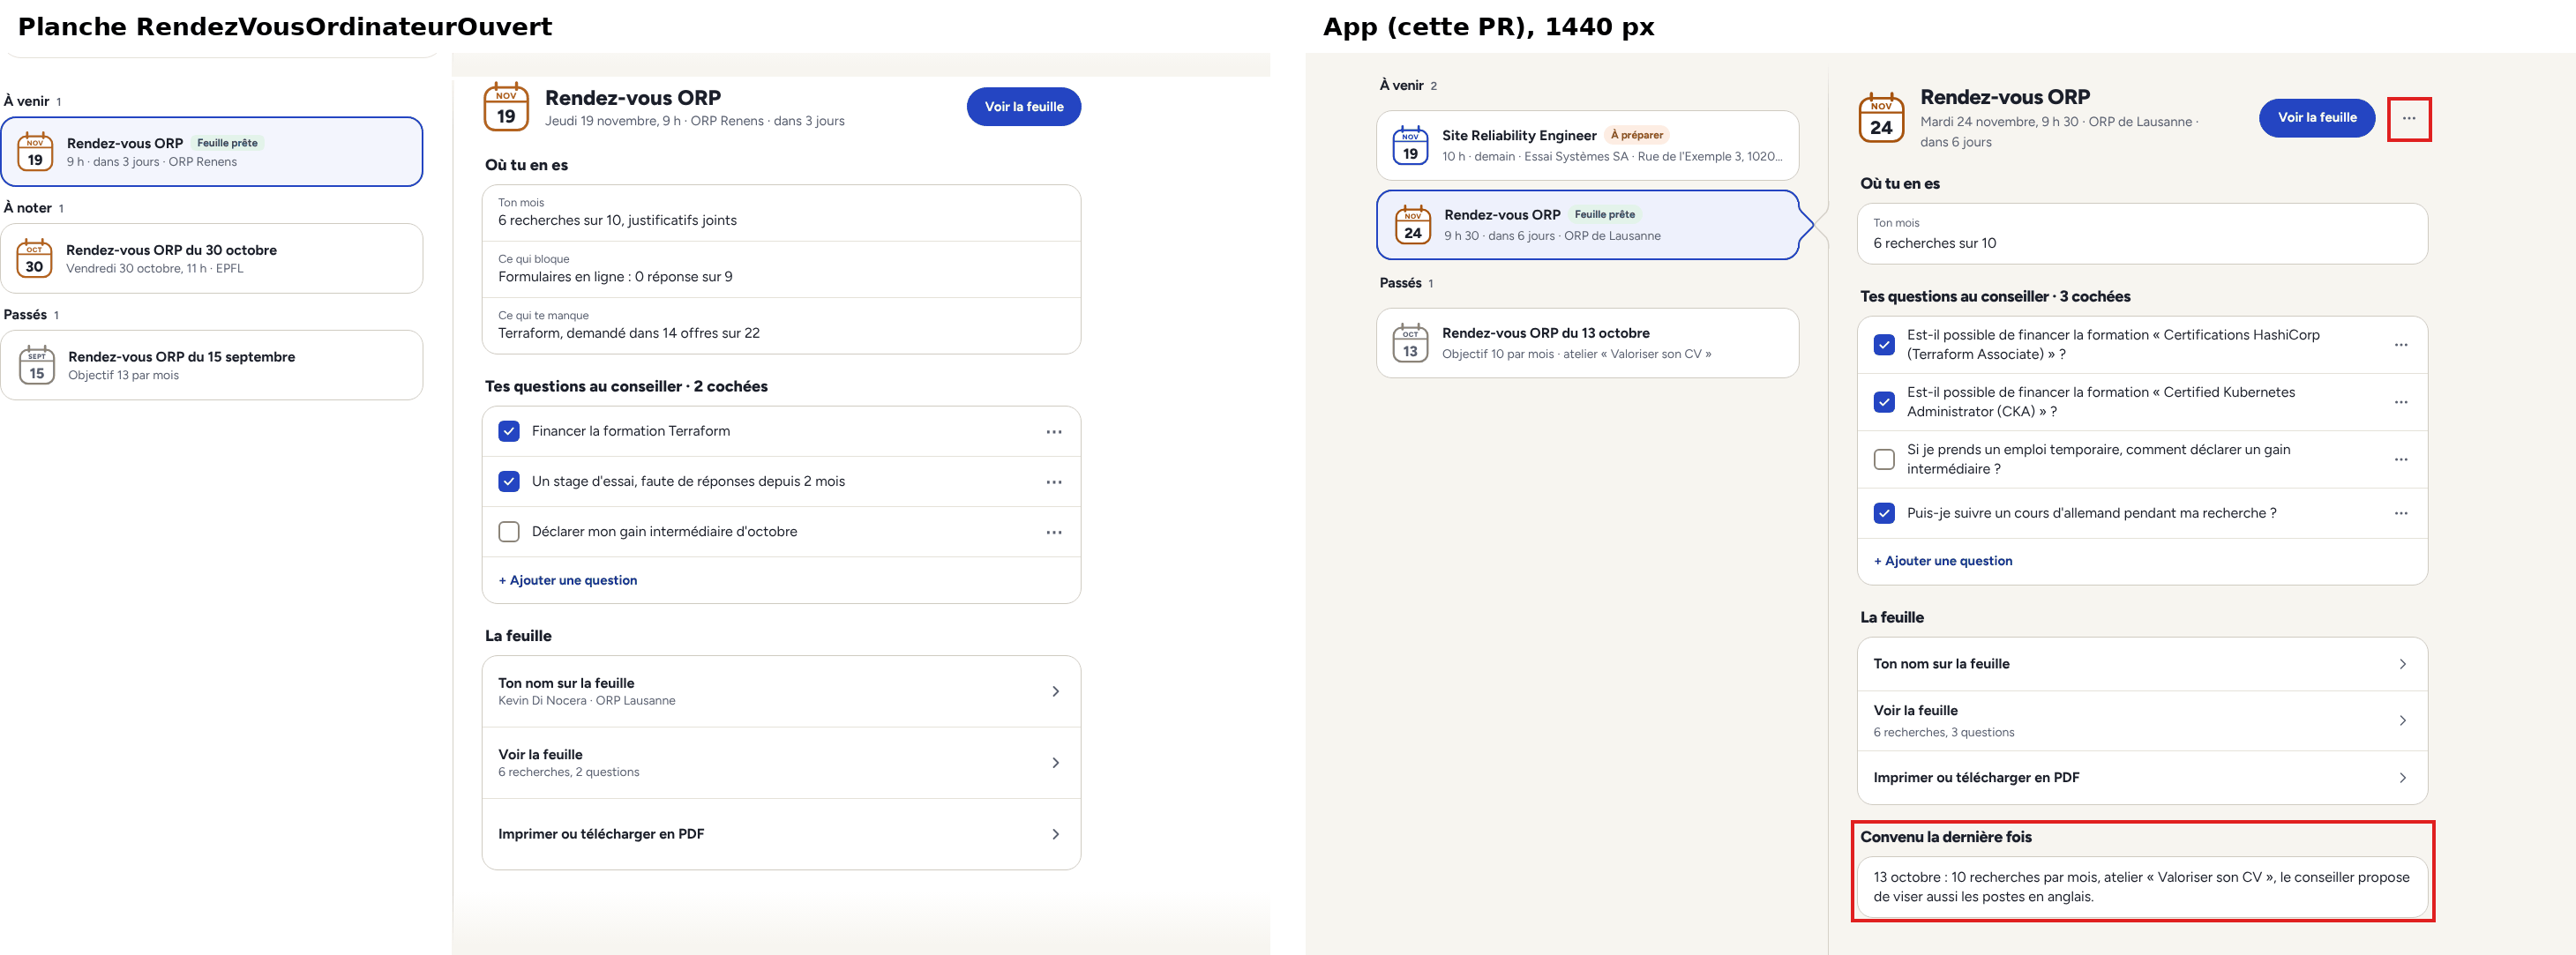 Planche RendezVousOrdinateurOuvert
À venir 1
NOV
19
Rendez-vous ORP Feuille prête
9 h · dans 3 jours · ORP Renens
À noter 1
OCT
30
Rendez-vous ORP du 30 octobre
Vendredi 30 octobre, 11 h · EPFL
Passés 1
SEPT
15
Rendez-vous ORP du 15 septembre
Objectif 13 par mois
NOV
19
Rendez-vous ORP
Jeudi 19 novembre, 9 h · ORP Renens · dans 3 jours
Voir la feuille
Où tu en es
Ton mois
6 recherches sur 10, justificatifs joints
Ce qui bloque
Formulaires en ligne : 0 réponse sur 9
Ce qui te manque
Terraform, demandé dans 14 offres sur 22
Tes questions au conseiller · 2 cochées
Financer la formation Terraform
Un stage d'essai, faute de réponses depuis 2 mois
Déclarer mon gain intermédiaire d'octobre
+ Ajouter une question
La feuille
Ton nom sur la feuille
Kevin Di Nocera · ORP Lausanne
Voir la feuille
6 recherches, 2 questions
Imprimer ou télécharger en PDF
App (cette PR), 1440 px
À venir 2
NOV
19
Site Reliability Engineer À préparer
10 h · demain · Essai Systèmes SA · Rue de l'Exemple 3, 1020...
NOV
24
Rendez-vous ORP Feuille prête
9 h 30 · dans 6 jours · ORP de Lausanne
Passés 1
OCT
13
Rendez-vous ORP du 13 octobre
Objectif 10 par mois · atelier « Valoriser son CV »
NOV
24
Rendez-vous ORP
Mardi 24 novembre, 9 h 30 · ORP de Lausanne ·
dans 6 jours
Voir la feuille
Où tu en es
Ton mois
6 recherches sur 10
Tes questions au conseiller · 3 cochées
Est-il possible de financer la formation « Certifications HashiCorp
(Terraform Associate) » ?
Est-il possible de financer la formation « Certified Kubernetes
Administrator (CKA) » ?
Si je prends un emploi temporaire, comment déclarer un gain
intermédiaire ?
Puis-je suivre un cours d'allemand pendant ma recherche ?
+ Ajouter une question
La feuille
Ton nom sur la feuille
Voir la feuille
6 recherches, 3 questions
Imprimer ou télécharger en PDF
Convenu la dernière fois
13 octobre : 10 recherches par mois, atelier « Valoriser son CV », le conseiller propose
de viser aussi les postes en anglais.